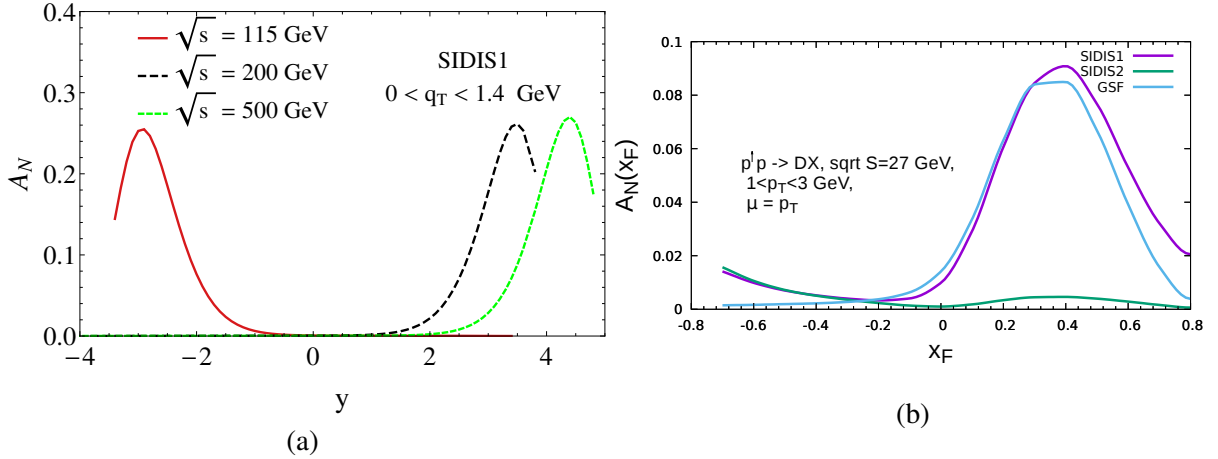 0.4
0.3
0.2
0.1
0.0
A_N
√s = 115 GeV
√s = 200 GeV
√s = 500 GeV
SIDIS1
0 < q_T < 1.4 GeV
−4 −2 0 2 4
y
(a)
0.1
0.08
0.06
0.04
0.02
0
A_N(x_F)
SIDIS1
SIDIS2
GSF
p↑p -> DX, sqrt S=27 GeV,
1<p_T<3 GeV,
μ = p_T
-0.8 -0.6 -0.4 -0.2 0 0.2 0.4 0.6 0.8
x_F
(b)